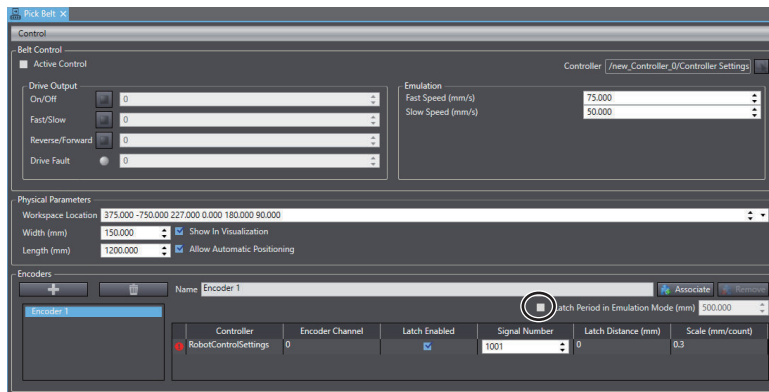 Pick Belt
Control
Belt Control
Active Control
Controller /new_Controller_0/Controller Settings
Drive Output
On/Off 0
Fast/Slow 0
Reverse/Forward 0
Drive Fault 0
Emulation
Fast Speed (mm/s) 75.000
Slow Speed (mm/s) 50.000
Physical Parameters
Workspace Location 375.000 -750.000 227.000 0.000 180.000 90.000
Width (mm) 150.000 Show In Visualization
Length (mm) 1200.000 Allow Automatic Positioning
Encoders
Name Encoder 1 Associate Remove
Encoder 1
atch Period in Emulation Mode (mm) 500.000
Controller Encoder Channel Latch Enabled Signal Number Latch Distance (mm) Scale (mm/count)
RobotControlSettings 0 1001 0 0.3